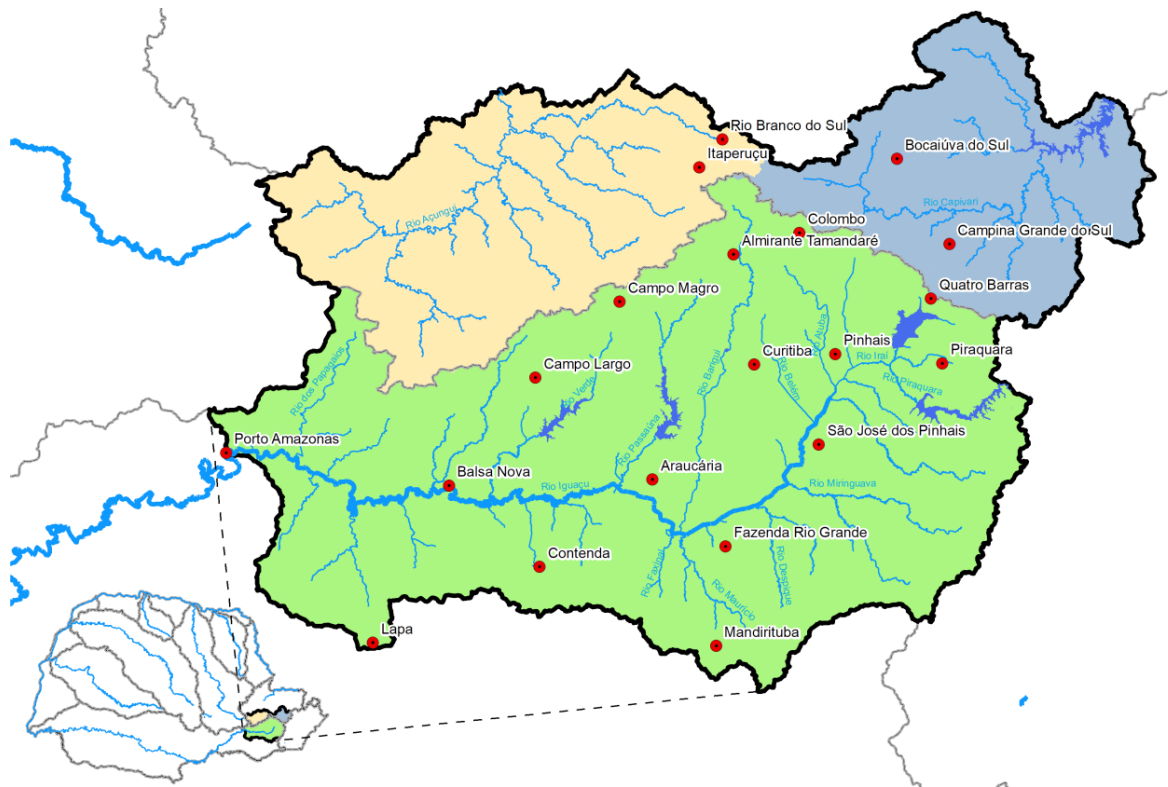 Rio Branco do Sul
Itaperuçu
Bocaiúva do Sul
Rio Capivari
Rio Açungui
Colombo
Campina Grande do Sul
Almirante Tamandaré
Campo Magro
Quatro Barras
Rio dos Papagaios
Rio Atuba
Pinhais
Rio Iraí
Piraquara
Curitiba
Rio Belém
Rio Barigui
Campo Largo
Rio Verde
Rio Piraquara
Porto Amazonas
São José dos Pinhais
Rio Passaúna
Balsa Nova
Araucária
Rio Iguaçu
Rio Miringuava
Fazenda Rio Grande
Contenda
Rio Faxinal
Rio Despique
Rio Maurício
Lapa
Mandirituba